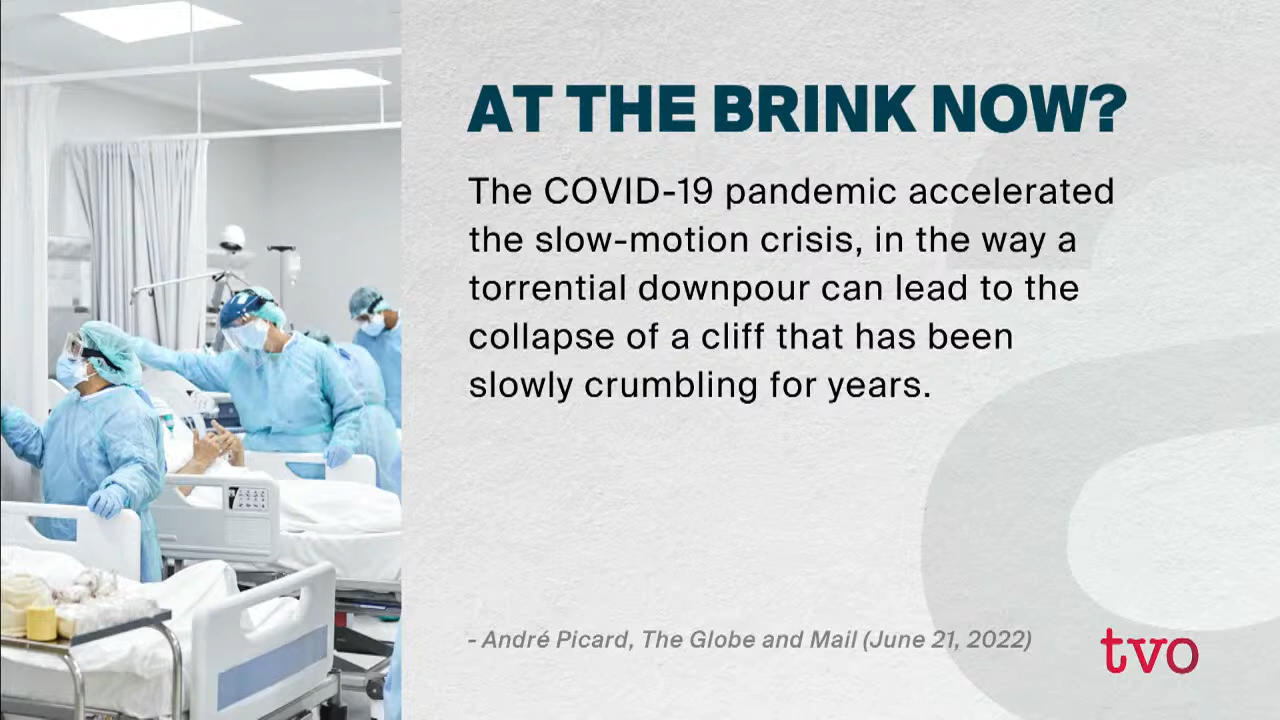 AT THE BRINK NOW?
The COVID-19 pandemic accelerated
the slow-motion crisis, in the way a
torrential downpour can lead to the
collapse of a cliff that has been
slowly crumbling for years.
- André Picard, The Globe and Mail (June 21, 2022)
tvo